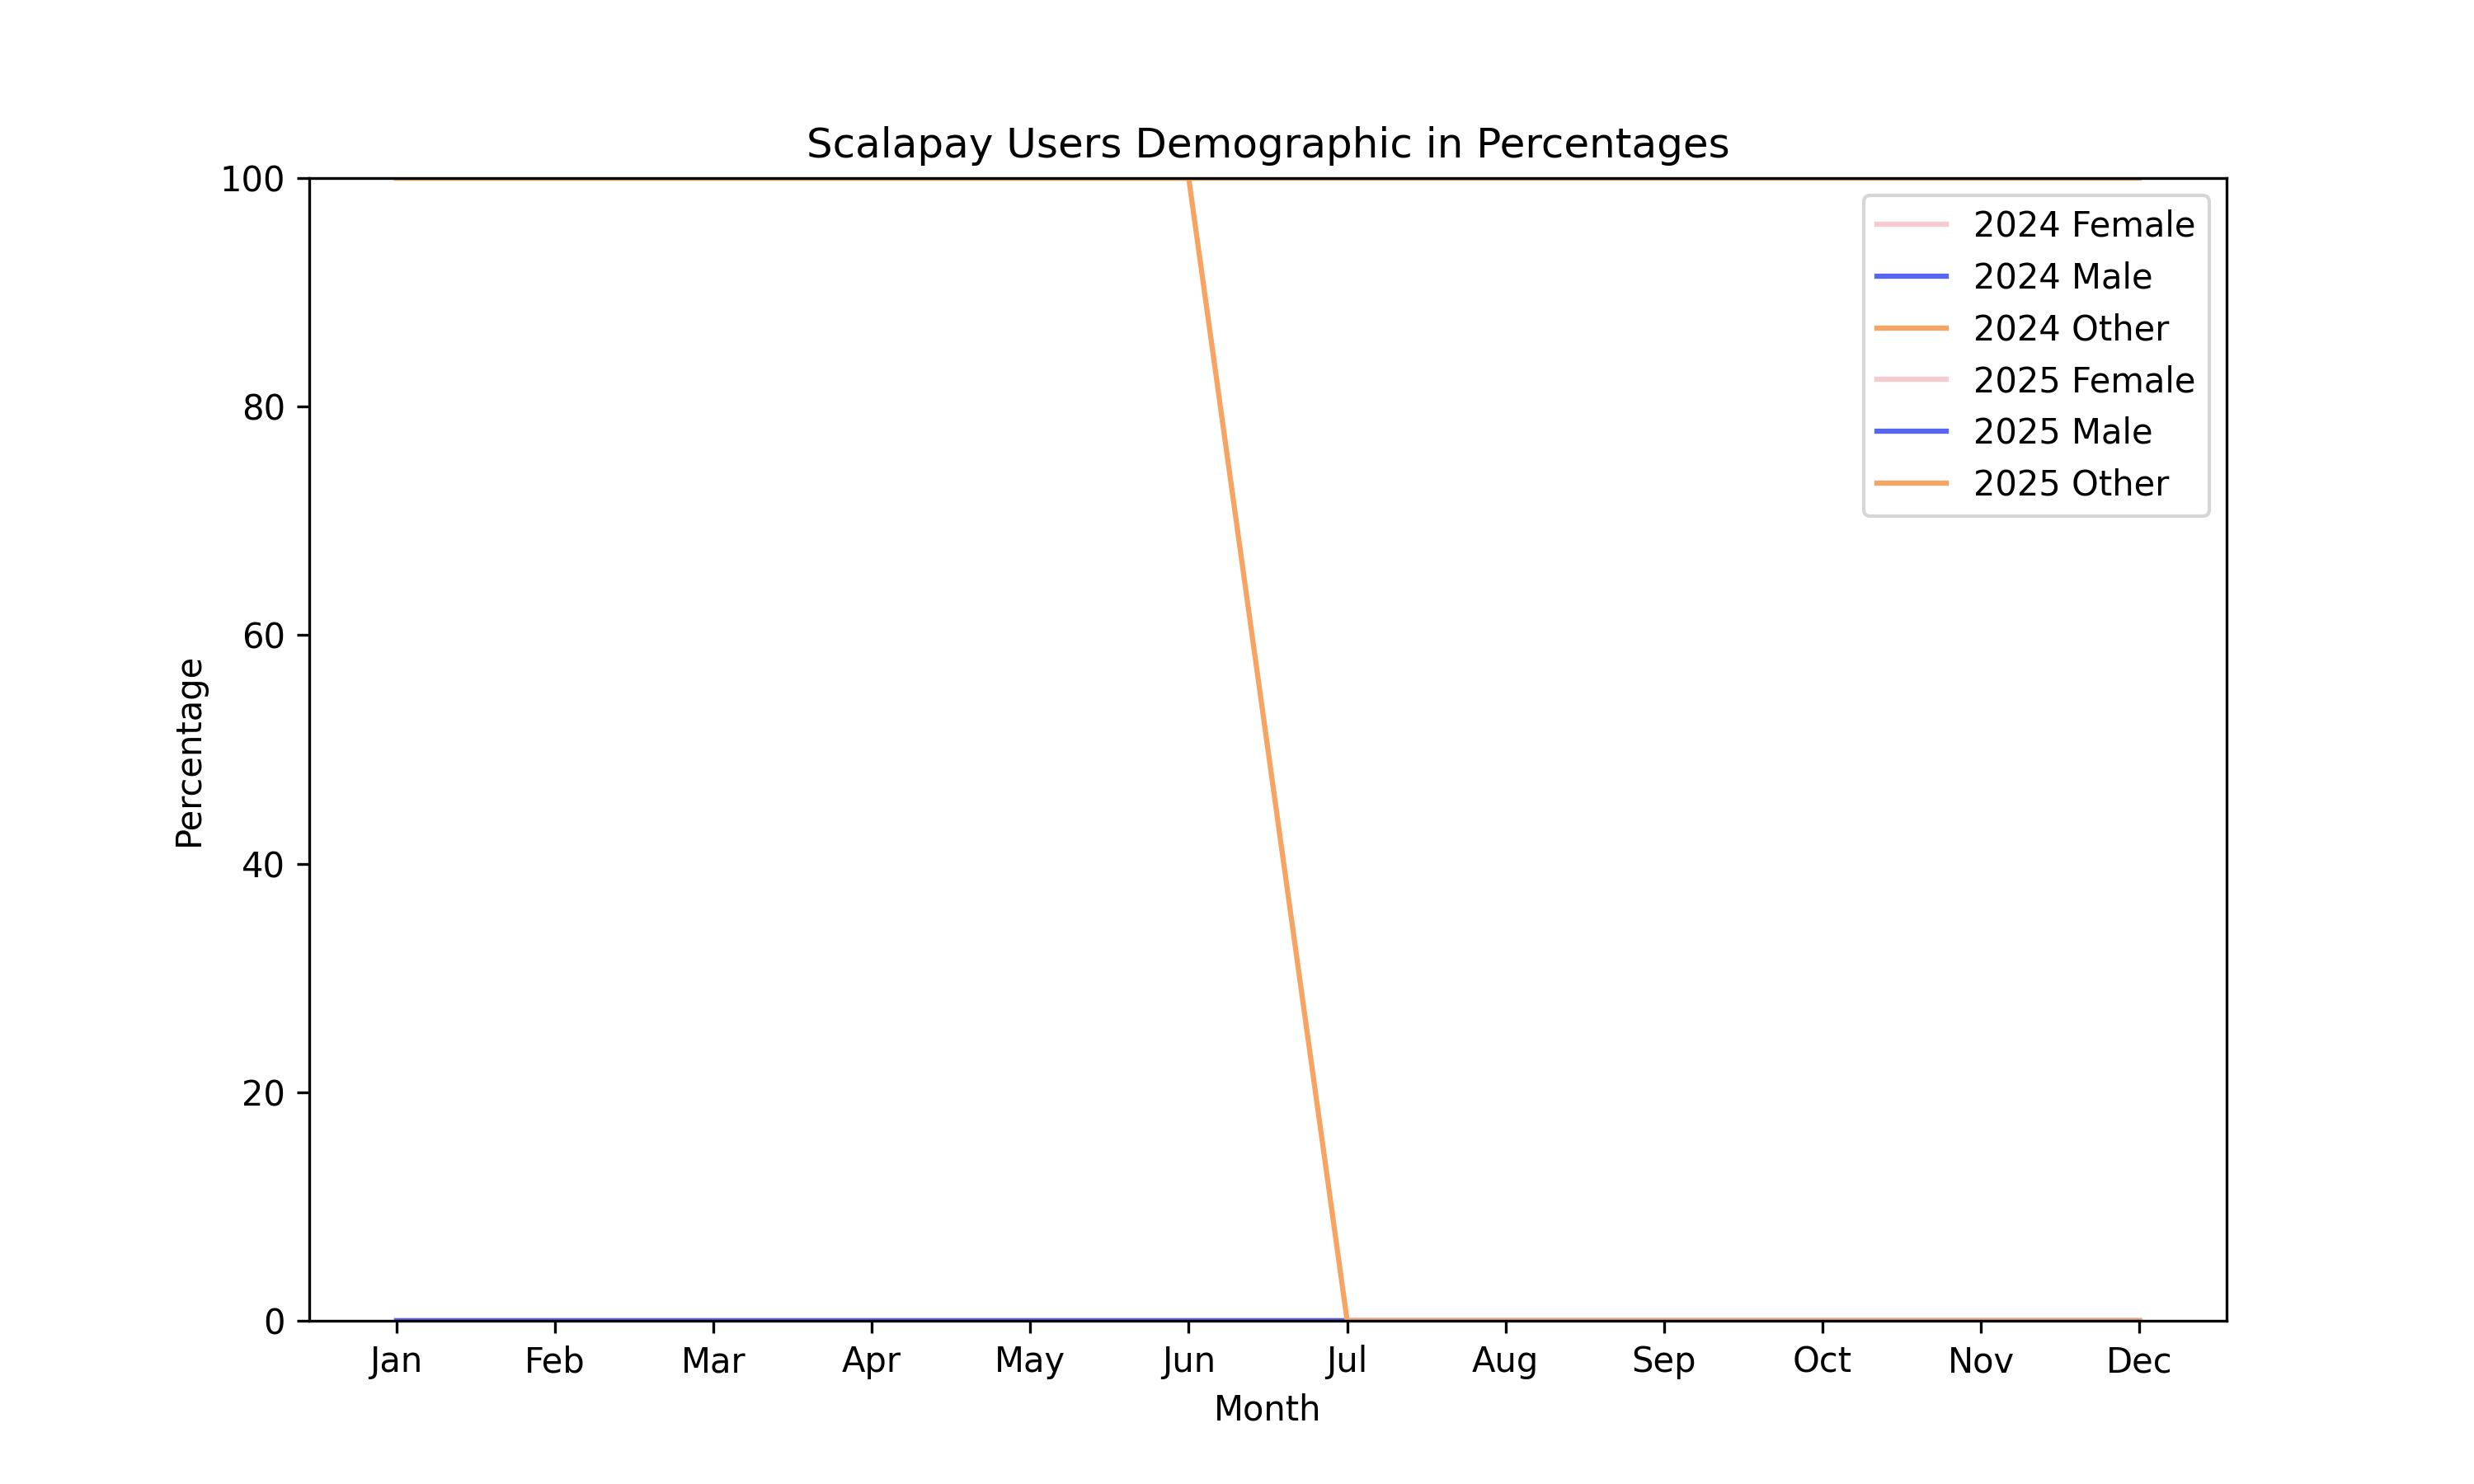 Scalapay Users Demographic in Percentages
100
80
60
40
20
0
Percentage
2024 Female
2024 Male
2024 Other
2025 Female
2025 Male
2025 Other
Jan Feb Mar Apr May Jun Jul Aug Sep Oct Nov Dec
Month